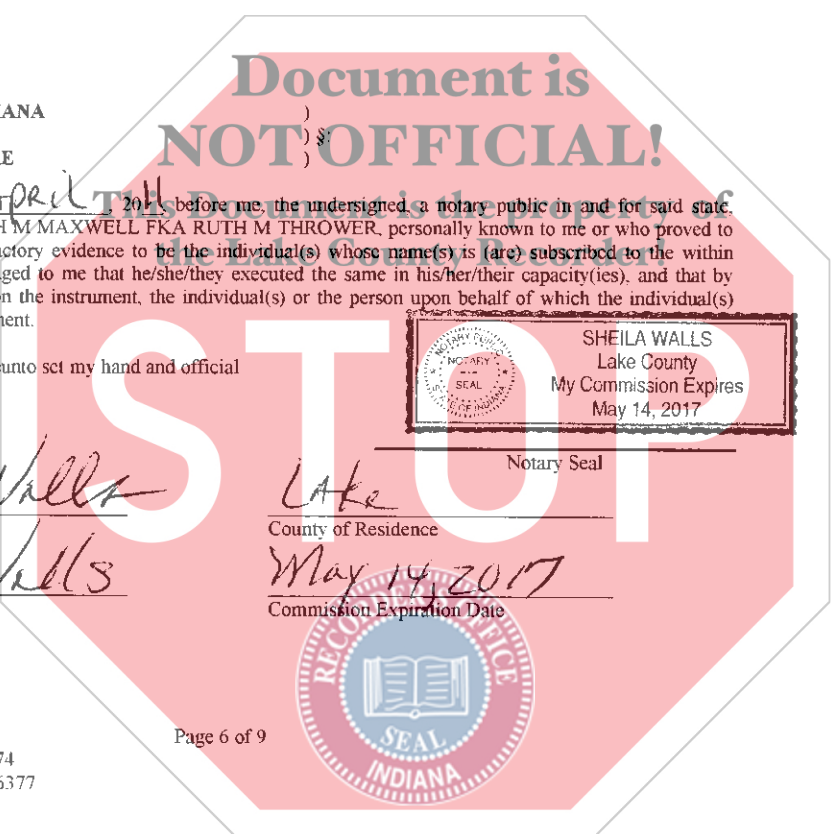 Document is
NOT OFFICIAL!
This Document is the property of
the Lake County Recorder!
STOP
IANA )
) §:
E )
April, 2011, before me, the undersigned, a notary public in and for said state,
H M MAXWELL FKA RUTH M THROWER, personally known to me or who proved to
actory evidence to be the individual(s) whose name(s) is (are) subscribed to the within
ged to me that he/she/they executed the same in his/her/their capacity(ies), and that by
on the instrument, the individual(s) or the person upon behalf of which the individual(s)
ment.
unto set my hand and official
NOTARY PUBLIC
NOTARY
SEAL
STATE OF INDIANA
SHEILA WALLS
Lake County
My Commission Expires
May 14, 2017
Notary Seal
Walls
Lake
County of Residence
Walls
May 14, 2017
Commission Expiration Date
RECORDER'S OFFICE
SEAL
INDIANA
Page 6 of 9
74
6377